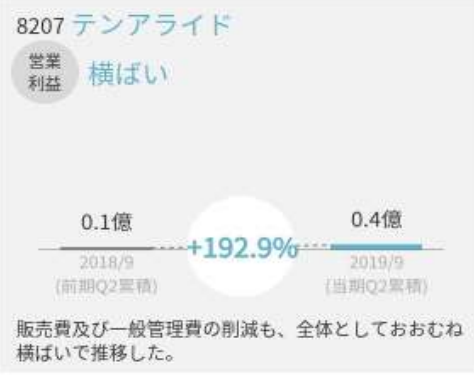 8207 テンアライド
営業
利益
横ばい
0.1億
+192.9%
0.4億
2018/9
(前期Q2累積)
2019/9
(当期Q2累積)
販売費及び一般管理費の削減も、全体としておおむね
横ばいで推移した。